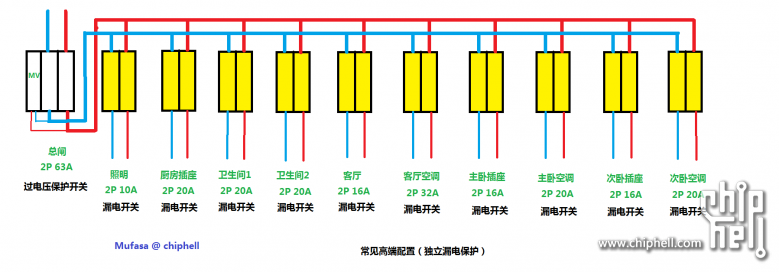 MV
总闸
2P 63A
过电压保护开关
照明
2P 10A
漏电开关
厨房插座
2P 20A
漏电开关
卫生间1
2P 20A
漏电开关
卫生间2
2P 20A
漏电开关
客厅
2P 16A
漏电开关
客厅空调
2P 32A
漏电开关
主卧插座
2P 16A
漏电开关
主卧空调
2P 20A
漏电开关
次卧插座
2P 16A
漏电开关
次卧空调
2P 20A
漏电开关
Mufasa @ chiphell
常见高端配置（独立漏电保护）
chip
hell
www.chiphell.com